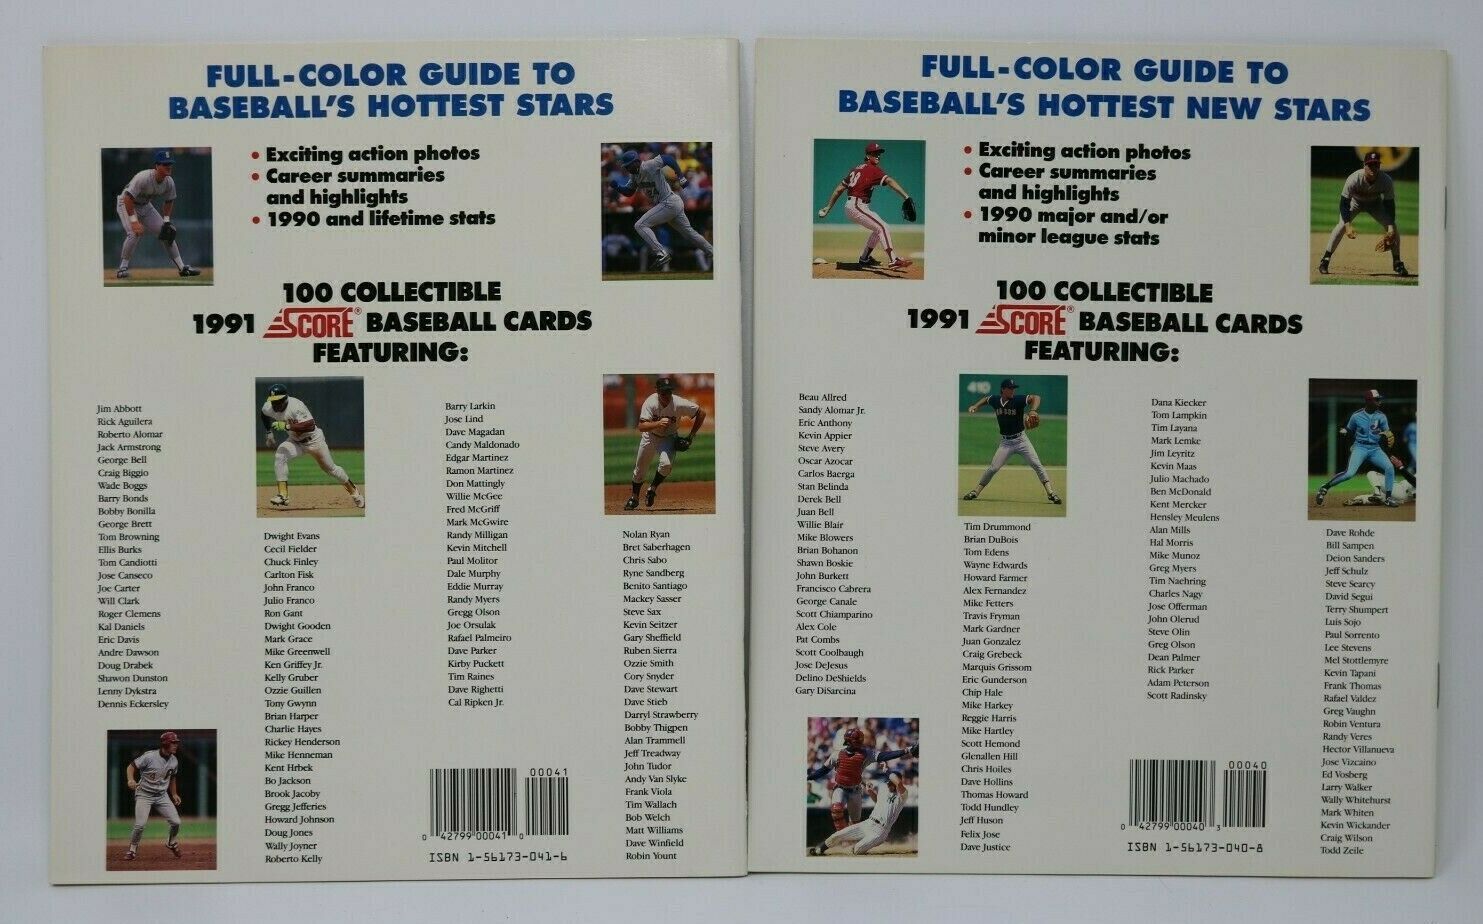 FULL-COLOR GUIDE TO
BASEBALL'S HOTTEST STARS
• Exciting action photos
• Career summaries
and highlights
• 1990 and lifetime stats
100 COLLECTIBLE
1991 SCORE® BASEBALL CARDS
FEATURING:
Jim Abbott
Rick Aguilera
Roberto Alomar
Jack Armstrong
George Bell
Craig Biggio
Wade Boggs
Barry Bonds
Bobby Bonilla
George Brett
Tom Browning
Ellis Burks
Tom Candiotti
Jose Canseco
Joe Carter
Will Clark
Roger Clemens
Kal Daniels
Eric Davis
Andre Dawson
Doug Drabek
Shawon Dunston
Lenny Dykstra
Dennis Eckersley
Dwight Evans
Cecil Fielder
Chuck Finley
Carlton Fisk
John Franco
Julio Franco
Ron Gant
Dwight Gooden
Mark Grace
Mike Greenwell
Ken Griffey Jr.
Kelly Gruber
Ozzie Guillen
Tony Gwynn
Brian Harper
Charlie Hayes
Rickey Henderson
Mike Henneman
Kent Hrbek
Bo Jackson
Brook Jacoby
Gregg Jefferies
Howard Johnson
Doug Jones
Wally Joyner
Roberto Kelly
Barry Larkin
Jose Lind
Dave Magadan
Candy Maldonado
Edgar Martinez
Ramon Martinez
Don Mattingly
Willie McGee
Fred McGriff
Mark McGwire
Randy Milligan
Kevin Mitchell
Paul Molitor
Dale Murphy
Eddie Murray
Randy Myers
Gregg Olson
Joe Orsulak
Rafael Palmeiro
Dave Parker
Kirby Puckett
Tim Raines
Dave Righetti
Cal Ripken Jr.
Nolan Ryan
Bret Saberhagen
Chris Sabo
Ryne Sandberg
Benito Santiago
Mackey Sasser
Steve Sax
Kevin Seitzer
Gary Sheffield
Ruben Sierra
Ozzie Smith
Cory Snyder
Dave Stewart
Dave Stieb
Darryl Strawberry
Bobby Thigpen
Alan Trammell
Jeff Treadway
John Tudor
Andy Van Slyke
Frank Viola
Tim Wallach
Bob Welch
Matt Williams
Dave Winfield
Robin Yount
00041
0 42799 00041 0
ISBN 1-56173-041-6
FULL-COLOR GUIDE TO
BASEBALL'S HOTTEST NEW STARS
• Exciting action photos
• Career summaries
and highlights
• 1990 major and/or
minor league stats
100 COLLECTIBLE
1991 SCORE® BASEBALL CARDS
FEATURING:
Beau Allred
Sandy Alomar Jr.
Eric Anthony
Kevin Appier
Steve Avery
Oscar Azocar
Carlos Baerga
Stan Belinda
Derek Bell
Juan Bell
Willie Blair
Mike Blowers
Brian Bohanon
Shawn Boskie
John Burkett
Francisco Cabrera
George Canale
Scott Chiamparino
Alex Cole
Pat Combs
Scott Coolbaugh
Jose DeJesus
Delino DeShields
Gary DiSarcina
Tim Drummond
Brian DuBois
Tom Edens
Wayne Edwards
Howard Farmer
Alex Fernandez
Mike Fetters
Travis Fryman
Mark Gardner
Juan Gonzalez
Craig Grebeck
Marquis Grissom
Eric Gunderson
Chip Hale
Mike Harkey
Reggie Harris
Mike Hartley
Scott Hemond
Glenallen Hill
Chris Hoiles
Dave Hollins
Thomas Howard
Todd Hundley
Jeff Huson
Felix Jose
Dave Justice
Dana Kiecker
Tom Lampkin
Tim Layana
Mark Lemke
Jim Leyritz
Kevin Maas
Julio Machado
Ben McDonald
Kent Mercker
Hensley Meulens
Alan Mills
Hal Morris
Mike Munoz
Greg Myers
Tim Naehring
Charles Nagy
Jose Offerman
John Olerud
Steve Olin
Greg Olson
Dean Palmer
Rick Parker
Adam Peterson
Scott Radinsky
Dave Rohde
Bill Sampen
Deion Sanders
Jeff Schulz
Steve Searcy
David Segui
Terry Shumpert
Luis Sojo
Paul Sorrento
Lee Stevens
Mel Stottlemyre
Kevin Tapani
Frank Thomas
Rafael Valdez
Greg Vaughn
Robin Ventura
Randy Veres
Hector Villanueva
Jose Vizcaino
Ed Vosberg
Larry Walker
Wally Whitehurst
Mark Whiten
Kevin Wickander
Craig Wilson
Todd Zeile
00040
0 42799 00040 3
ISBN 1-56173-040-8